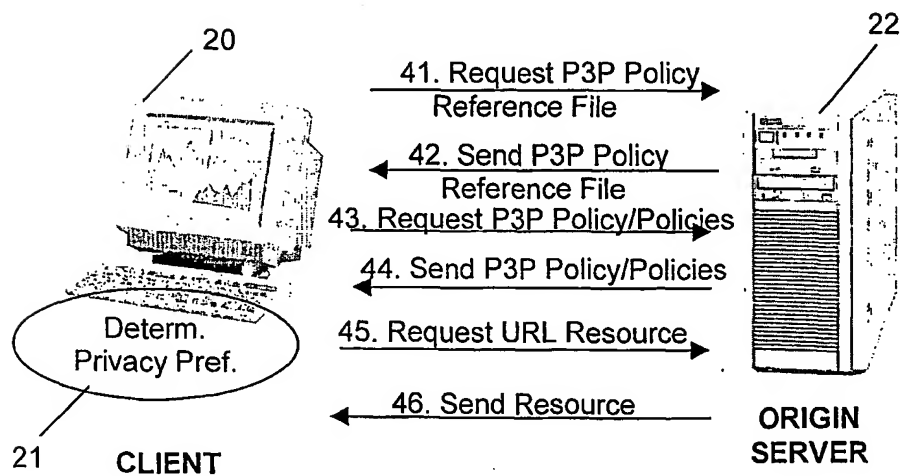 20
22
41. Request P3P Policy
Reference File
42. Send P3P Policy
Reference File
43. Request P3P Policy/Policies
44. Send P3P Policy/Policies
Determ.
Privacy Pref.
45. Request URL Resource
46. Send Resource
21
CLIENT
ORIGIN
SERVER